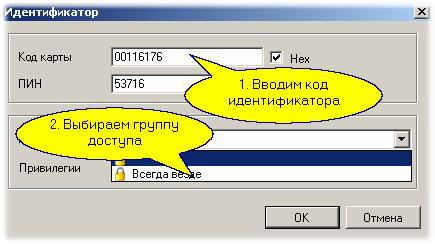 Идентификатор
Код карты 00116176 Hex
ПИН 53716
1. Вводим код
идентификатора
2. Выбираем группу
доступа
Привилегии Всегда везде
OK Отмена